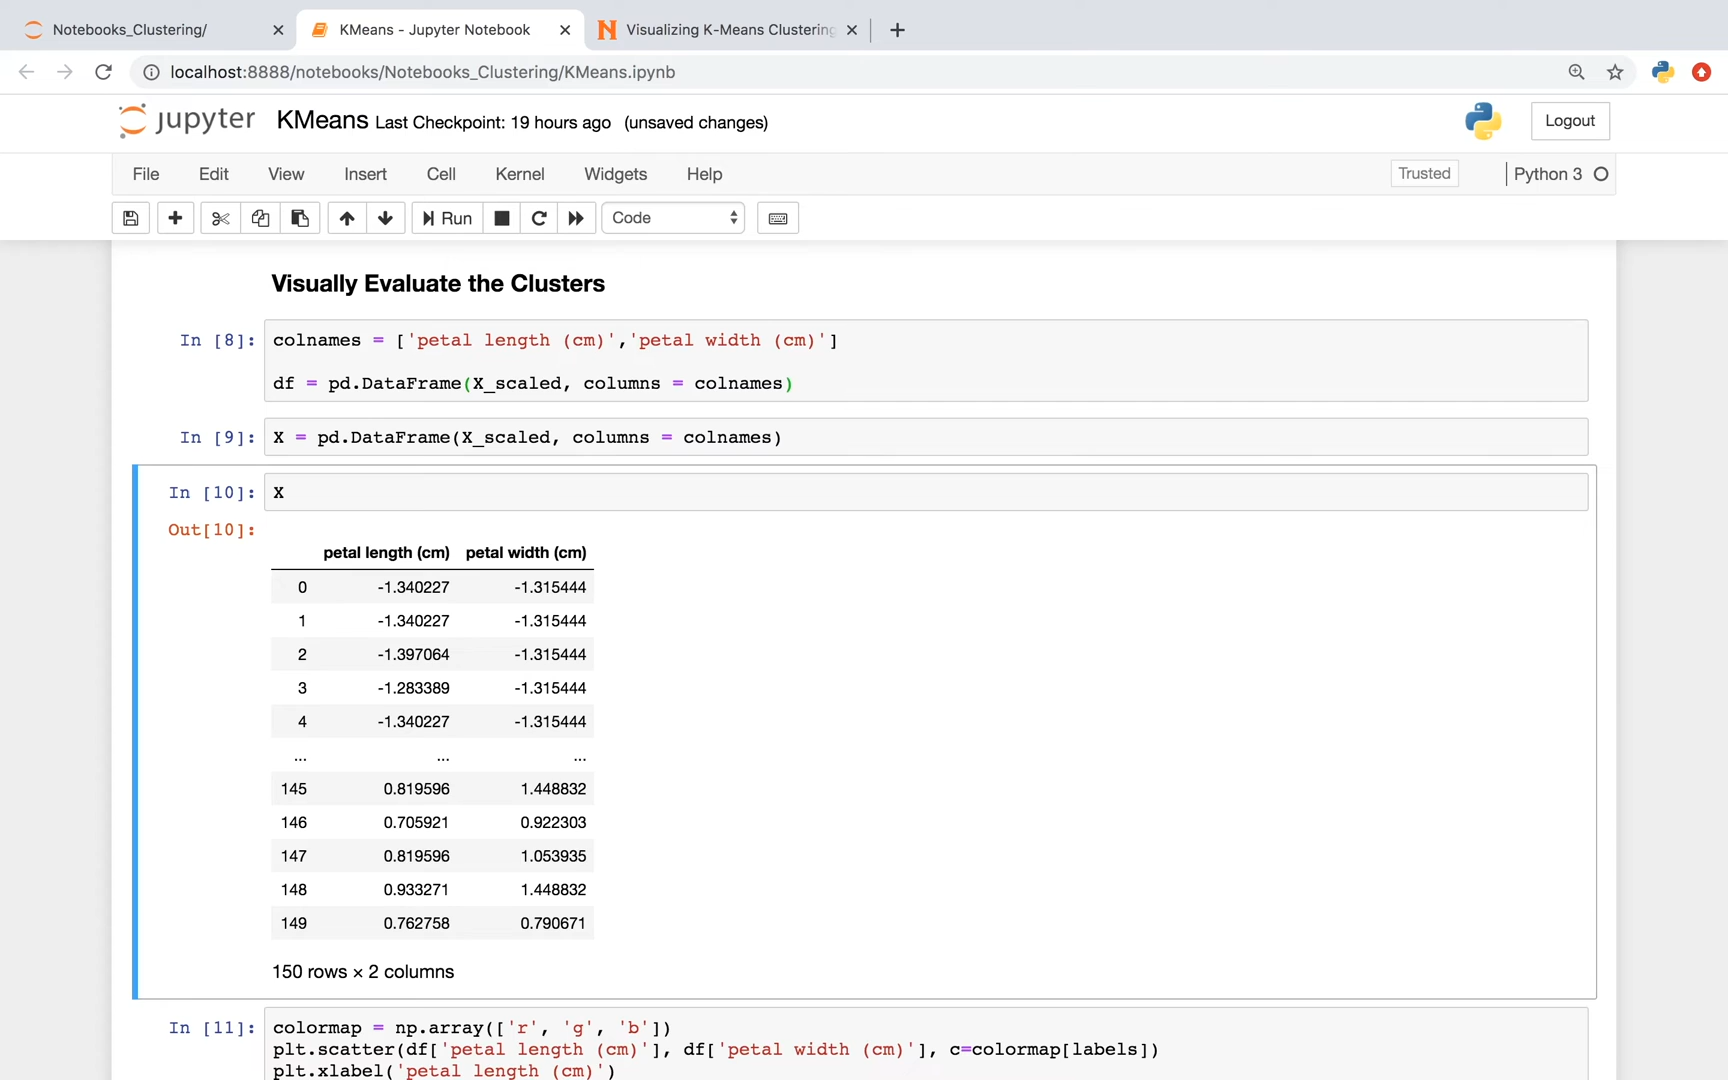 Notebooks_Clustering/
KMeans - Jupyter Notebook
Visualizing K-Means Clustering
localhost:8888/notebooks/Notebooks_Clustering/KMeans.ipynb
jupyter KMeans Last Checkpoint: 19 hours ago (unsaved changes)
Logout
File Edit View Insert Cell Kernel Widgets Help
Trusted
Python 3
Run
Code
Visually Evaluate the Clusters
In [8]: colnames = ['petal length (cm)','petal width (cm)']
df = pd.DataFrame(X_scaled, columns = colnames)
In [9]: X = pd.DataFrame(X_scaled, columns = colnames)
In [10]: X
Out[10]:
petal length (cm) petal width (cm)
0 -1.340227 -1.315444
1 -1.340227 -1.315444
2 -1.397064 -1.315444
3 -1.283389 -1.315444
4 -1.340227 -1.315444
... ... ...
145 0.819596 1.448832
146 0.705921 0.922303
147 0.819596 1.053935
148 0.933271 1.448832
149 0.762758 0.790671
150 rows × 2 columns
In [11]: colormap = np.array(['r', 'g', 'b'])
plt.scatter(df['petal length (cm)'], df['petal width (cm)'], c=colormap[labels])
plt.xlabel('petal length (cm)')